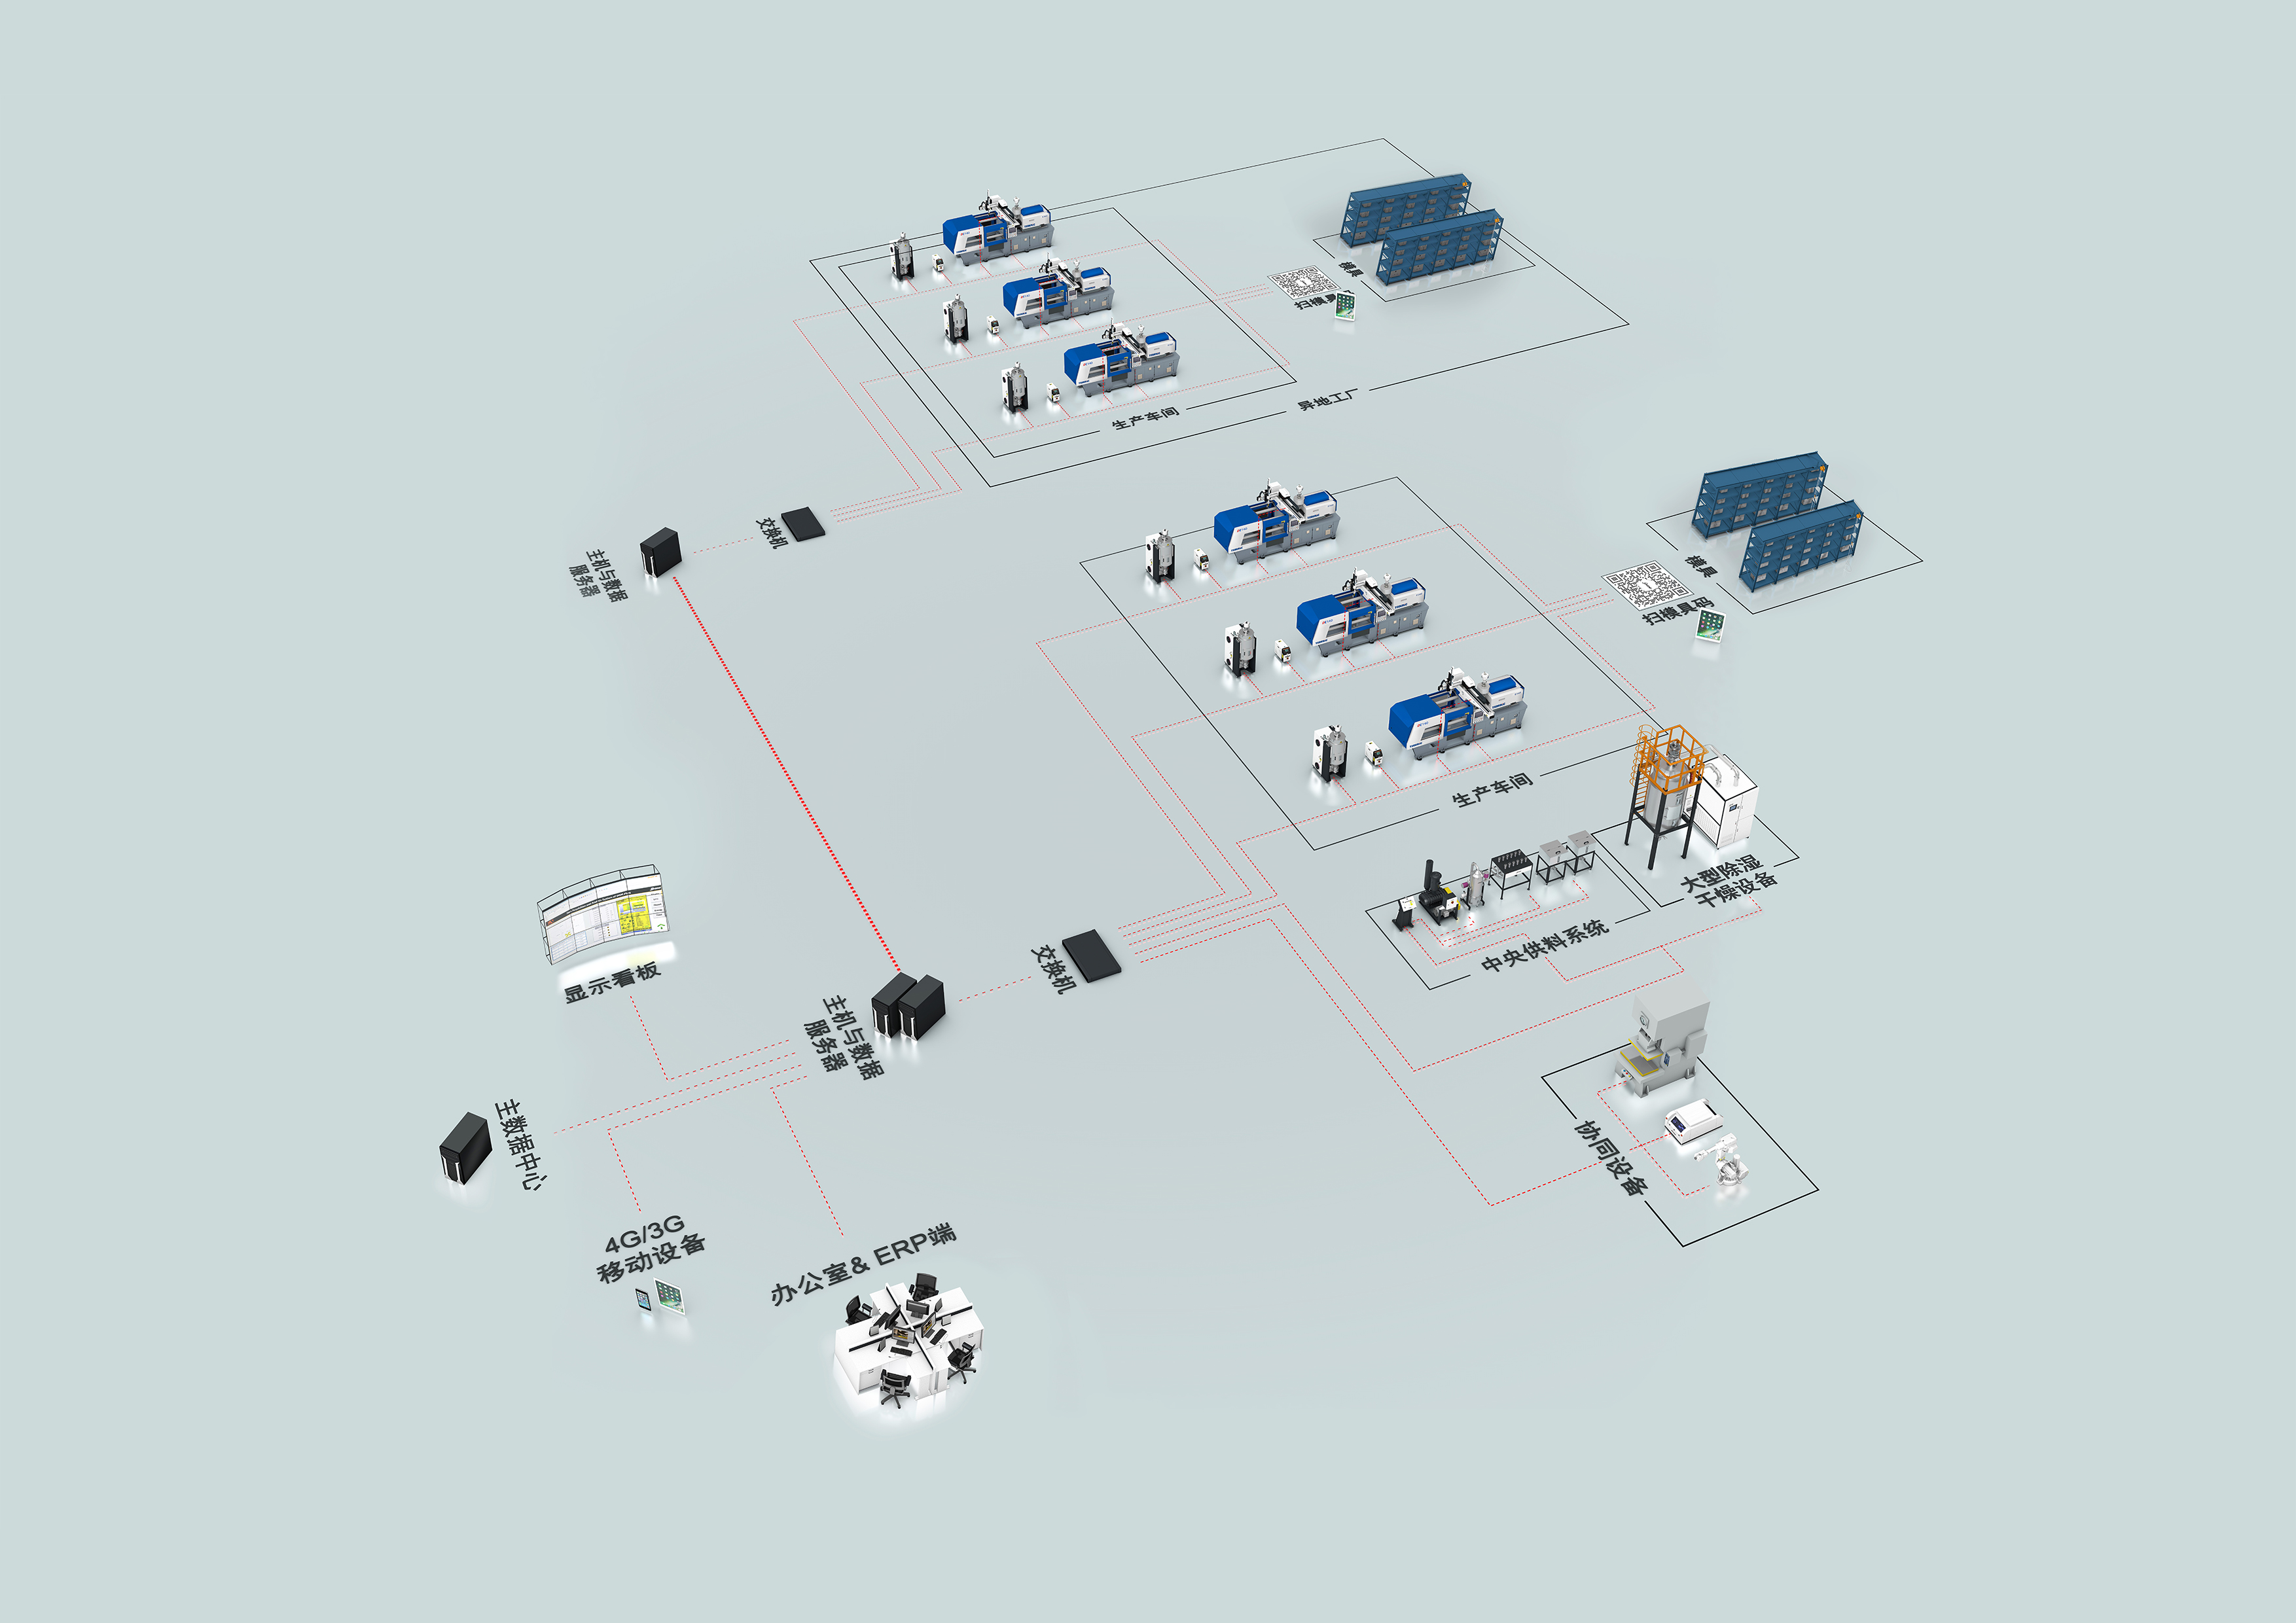 模具
扫模具
生产车间
异地工厂
交换机
主机与数据
服务器
模具
扫模具码
生产车间
大型除湿
干燥设备
中央供料系统
交换机
主机与数据
服务器
显示看板
主数据中心
4G/3G
移动设备
办公室& ERP端
协同设备